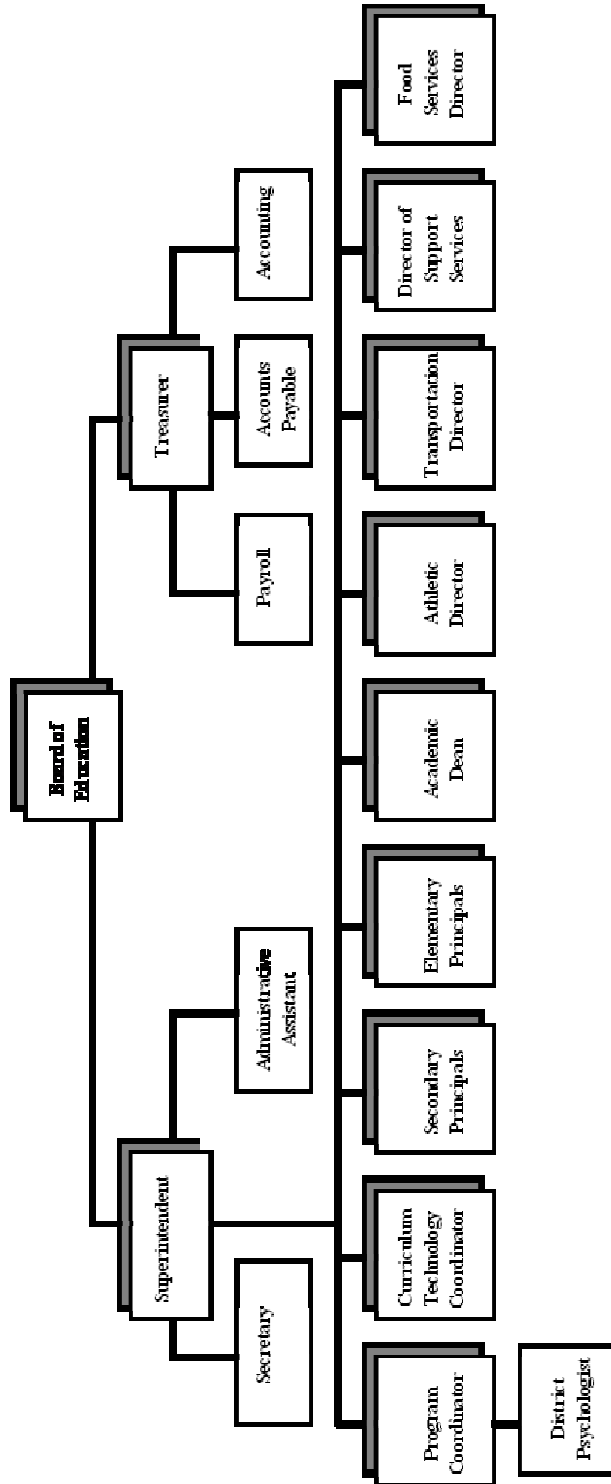 Board of
Education
Superintendent
Treasurer
Secretary
Administrative
Assistant
Payroll
Accounts
Payable
Accounting
Program
Coordinator
Curriculum
Technology
Coordinator
Secondary
Principals
Elementary
Principals
Academic
Dean
Athletic
Director
Transportation
Director
Director of
Support
Services
Food
Services
Director
District
Psychologist